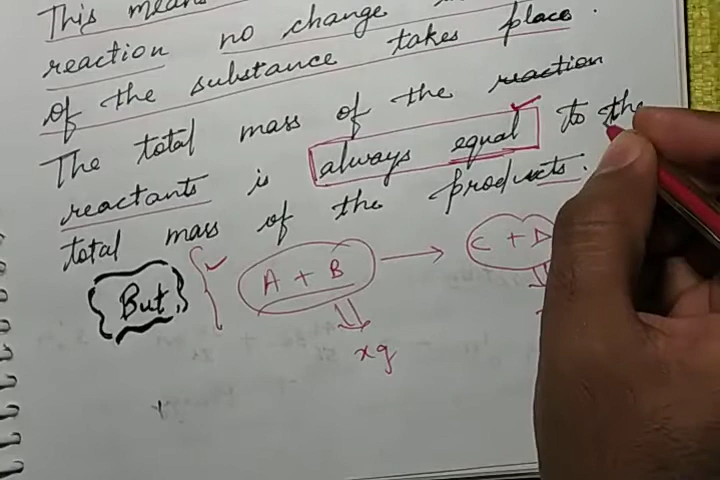 This means
reaction no change
of the substance takes place.
The total mass of the reaction
reactants is always equal to the
total mass of the products.
But, { A + B → C + D
x g